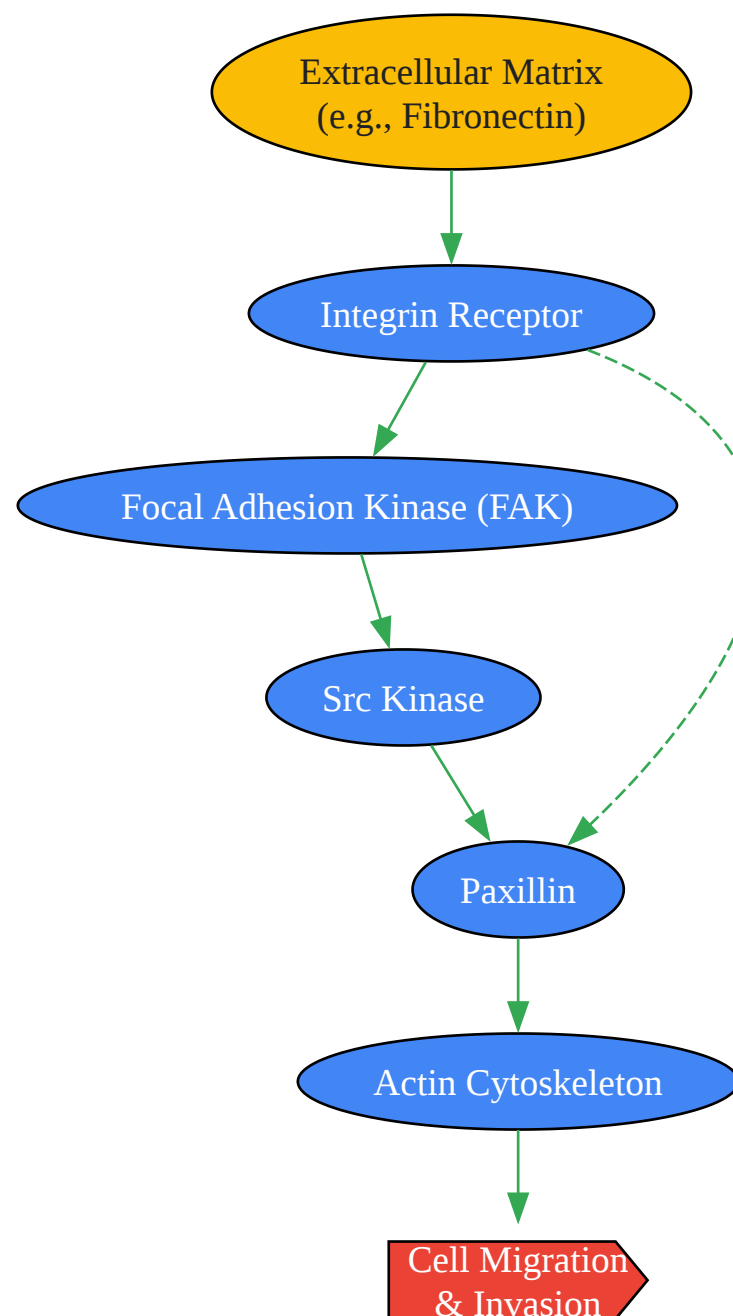 Extracellular Matrix
(e.g., Fibronectin)
Integrin Receptor
Focal Adhesion Kinase (FAK)
Src Kinase
Paxillin
Actin Cytoskeleton
Cell Migration
& Invasion